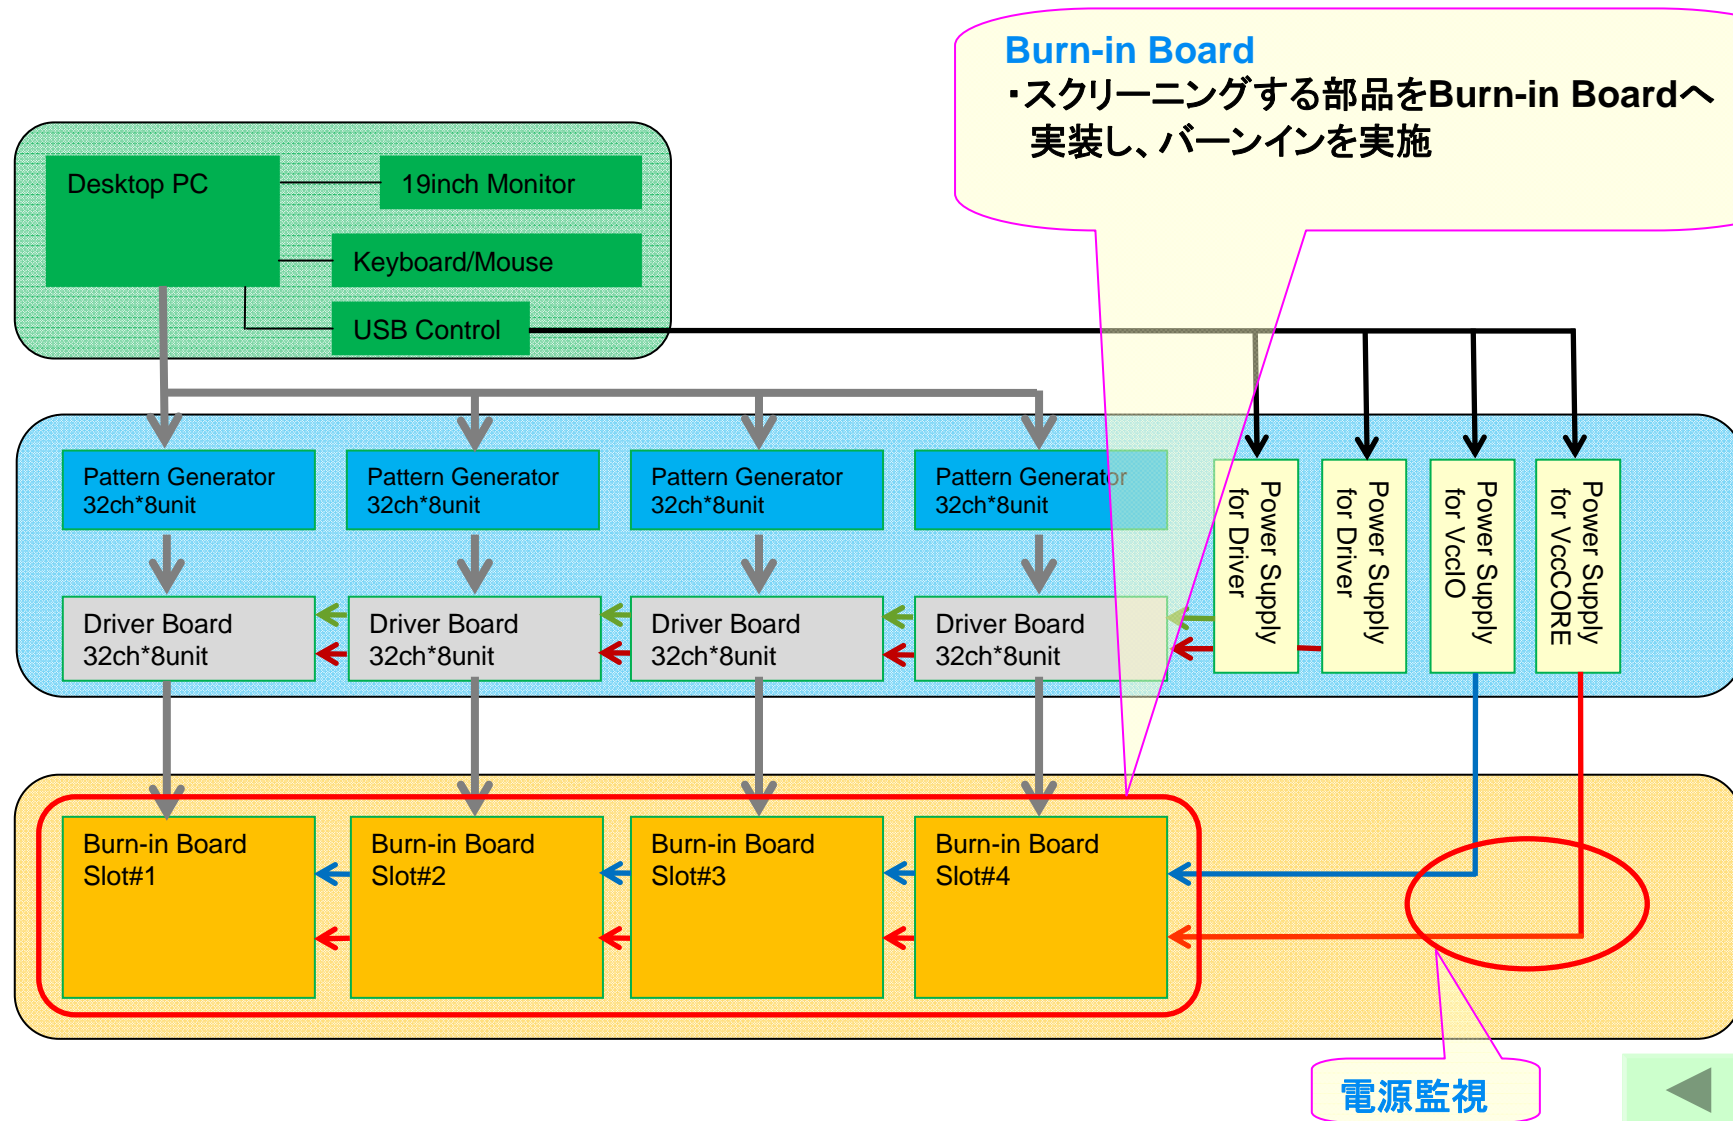 Burn-in Board
・スクリーニングする部品をBurn-in Boardへ
実装し、バーンインを実施
Desktop PC
19inch Monitor
Keyboard/Mouse
USB Control
Pattern Generator
32ch*8unit
Pattern Generator
32ch*8unit
Pattern Generator
32ch*8unit
Pattern Generator
32ch*8unit
Power Supply
for Driver
Power Supply
for Driver
Power Supply
for VccIO
Power Supply
for VccCORE
Driver Board
32ch*8unit
Driver Board
32ch*8unit
Driver Board
32ch*8unit
Driver Board
32ch*8unit
Burn-in Board
Slot#1
Burn-in Board
Slot#2
Burn-in Board
Slot#3
Burn-in Board
Slot#4
電源監視